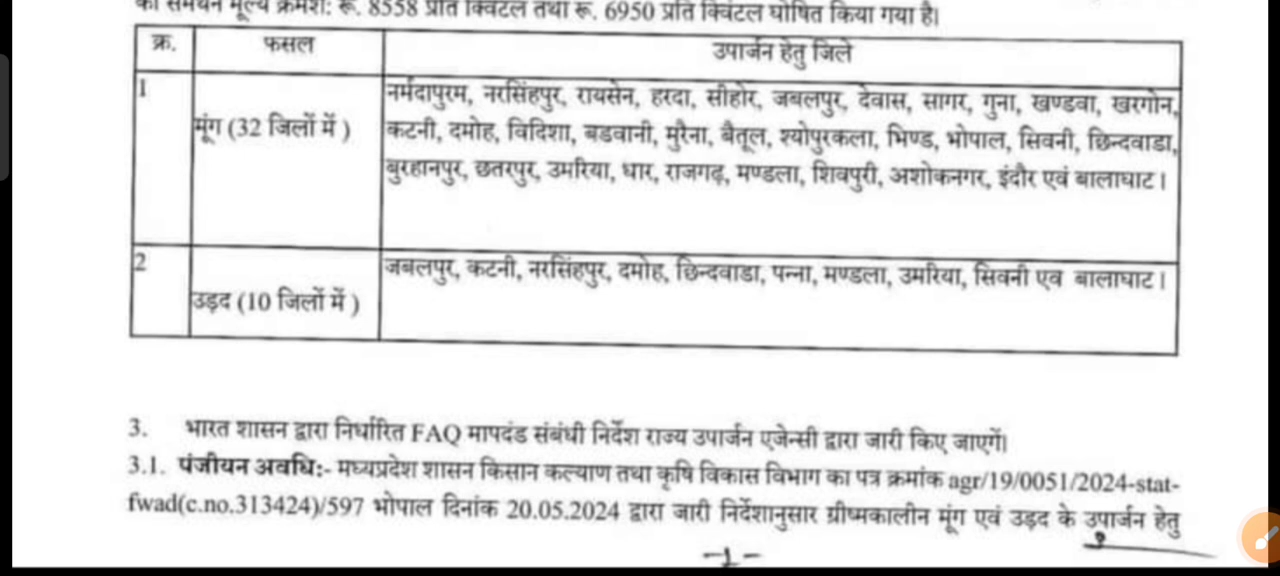 का समर्थन मूल्य क्रमश: रू. 8558 प्रति क्विंटल तथा रू. 6950 प्रति क्विंटल घोषित किया गया है।
क्र. फसल उपार्जन हेतु जिले
1 मूंग (32 जिलों में ) नर्मदापुरम, नरसिंहपुर, रायसेन, हरदा, सीहोर, जबलपुर, देवास, सागर, गुना, खण्डवा, खरगोन,
कटनी, दमोह, विदिशा, बडवानी, मुरैना, बैतूल, श्योपुरकला, भिण्ड, भोपाल, सिवनी, छिन्दवाडा,
बुरहानपुर, छतरपुर, उमरिया, धार, राजगढ़, मण्डला, शिवपुरी, अशोकनगर, इंदौर एवं बालाघाट।
2 उड़द (10 जिलों में ) जबलपुर, कटनी, नरसिंहपुर, दमोह, छिन्दवाडा, पन्ना, मण्डला, उमरिया, सिवनी एव बालाघाट।
3. भारत शासन द्वारा निर्धारित FAQ मापदंड संबंधी निर्देश राज्य उपार्जन एजेन्सी द्वारा जारी किए जाएगें।
3.1. पंजीयन अवधि:- मध्यप्रदेश शासन किसान कल्याण तथा कृषि विकास विभाग का पत्र क्रमांक agr/19/0051/2024-stat-
fwad(c.no.313424)/597 भोपाल दिनांक 20.05.2024 द्वारा जारी निर्देशानुसार ग्रीष्मकालीन मूंग एवं उड़द के उपार्जन हेतु
-1-